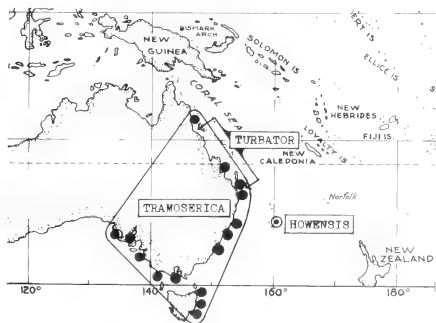 BISMARK
ARCH
NEW
GUINEA
SOLOMON IS
ELLICE IS
CORAL SEA
NEW
HEBRIDES
FIJI IS
LOYALTY IS
TURBATOR
NEW
CALEDONIA
TRAMOSERICA
Norfolk
HOWENSIS
NEW
ZEALAND
120°
140°
160°
180°